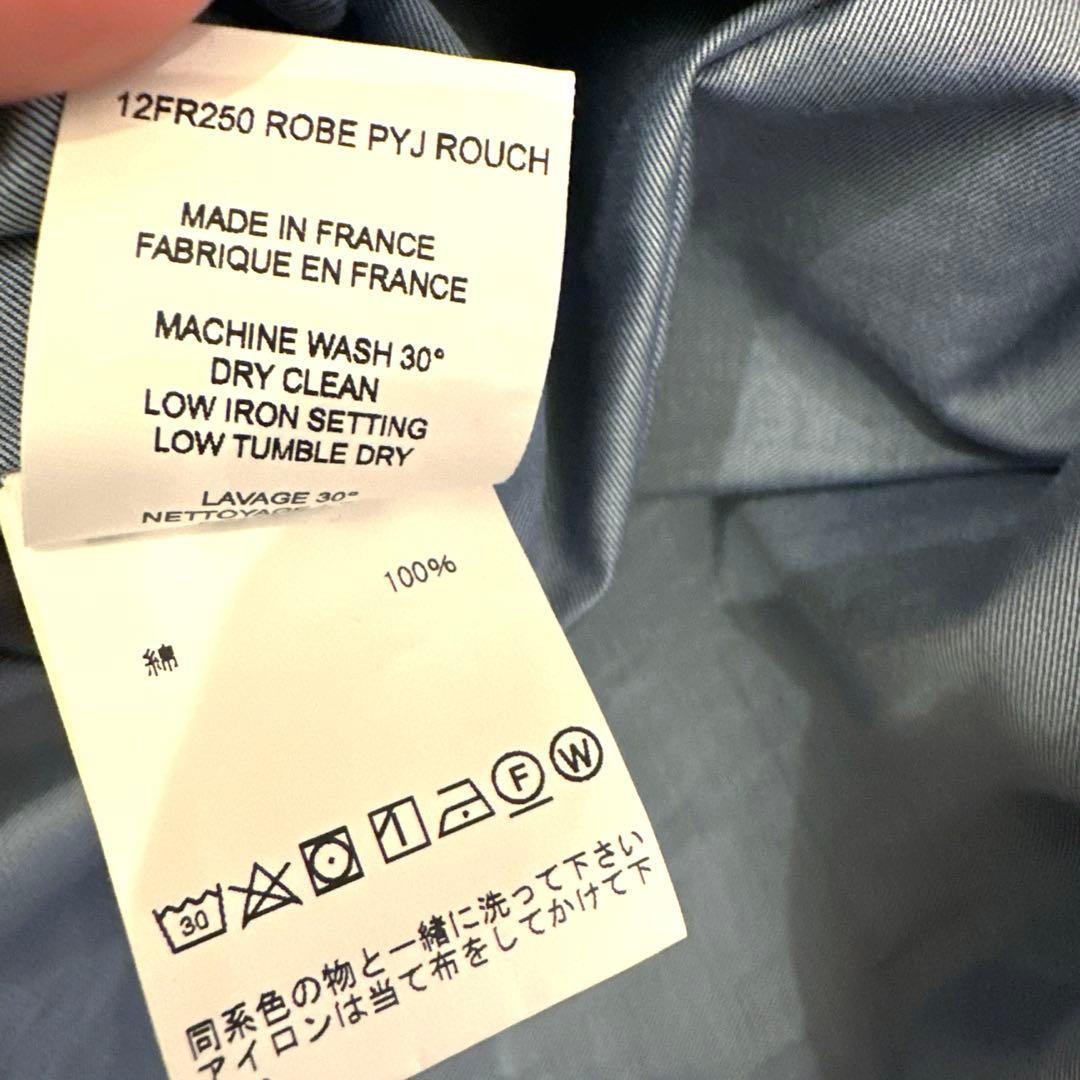 12FR250 ROBE PYJ ROUCH
MADE IN FRANCE
FABRIQUE EN FRANCE
MACHINE WASH 30°
DRY CLEAN
LOW IRON SETTING
LOW TUMBLE DRY
LAVAGE 30°
NETTOYAGE
100%
綿
30
F
W
同系色の物と一緒に洗って下さい
アイロンは当て布をしてかけて下